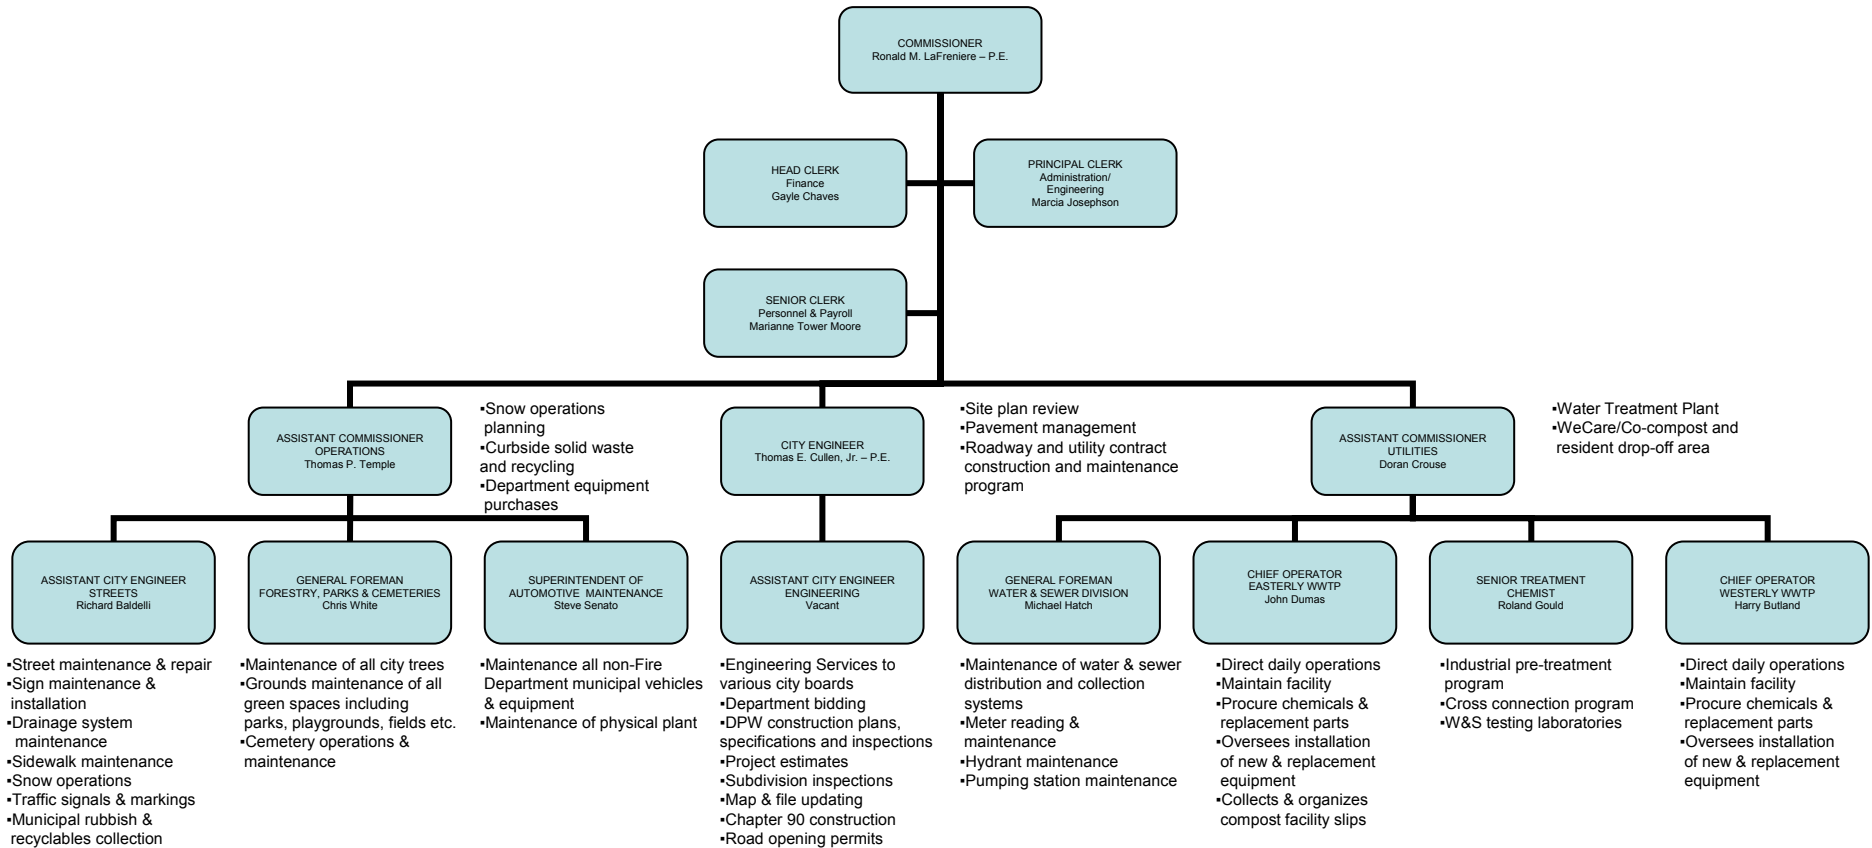 COMMISSIONER
Ronald M. LaFreniere – P.E.
HEAD CLERK
Finance
Gayle Chaves
PRINCIPAL CLERK
Administration/
Engineering
Marcia Josephson
SENIOR CLERK
Personnel & Payroll
Marianne Tower Moore
ASSISTANT COMMISSIONER
OPERATIONS
Thomas P. Temple
▪Snow operations
planning
▪Curbside solid waste
and recycling
▪Department equipment
purchases
CITY ENGINEER
Thomas E. Cullen, Jr. – P.E.
▪Site plan review
▪Pavement management
▪Roadway and utility contract
construction and maintenance
program
ASSISTANT COMMISSIONER
UTILITIES
Doran Crouse
▪Water Treatment Plant
▪WeCare/Co-compost and
resident drop-off area
ASSISTANT CITY ENGINEER
STREETS
Richard Baldelli
▪Street maintenance & repair
▪Sign maintenance &
installation
▪Drainage system
maintenance
▪Sidewalk maintenance
▪Snow operations
▪Traffic signals & markings
▪Municipal rubbish &
recyclables collection
GENERAL FOREMAN
FORESTRY, PARKS & CEMETERIES
Chris White
▪Maintenance of all city trees
▪Grounds maintenance of all
green spaces including
parks, playgrounds, fields etc.
▪Cemetery operations &
maintenance
SUPERINTENDENT OF
AUTOMOTIVE MAINTENANCE
Steve Senato
▪Maintenance all non-Fire
Department municipal vehicles
& equipment
▪Maintenance of physical plant
ASSISTANT CITY ENGINEER
ENGINEERING
Vacant
▪Engineering Services to
various city boards
▪Department bidding
▪DPW construction plans,
specifications and inspections
▪Project estimates
▪Subdivision inspections
▪Map & file updating
▪Chapter 90 construction
▪Road opening permits
GENERAL FOREMAN
WATER & SEWER DIVISION
Michael Hatch
▪Maintenance of water & sewer
distribution and collection
systems
▪Meter reading &
maintenance
▪Hydrant maintenance
▪Pumping station maintenance
CHIEF OPERATOR
EASTERLY WWTP
John Dumas
▪Direct daily operations
▪Maintain facility
▪Procure chemicals &
replacement parts
▪Oversees installation
of new & replacement
equipment
▪Collects & organizes
compost facility slips
SENIOR TREATMENT
CHEMIST
Roland Gould
▪Industrial pre-treatment
program
▪Cross connection program
▪W&S testing laboratories
CHIEF OPERATOR
WESTERLY WWTP
Harry Butland
▪Direct daily operations
▪Maintain facility
▪Procure chemicals &
replacement parts
▪Oversees installation
of new & replacement
equipment